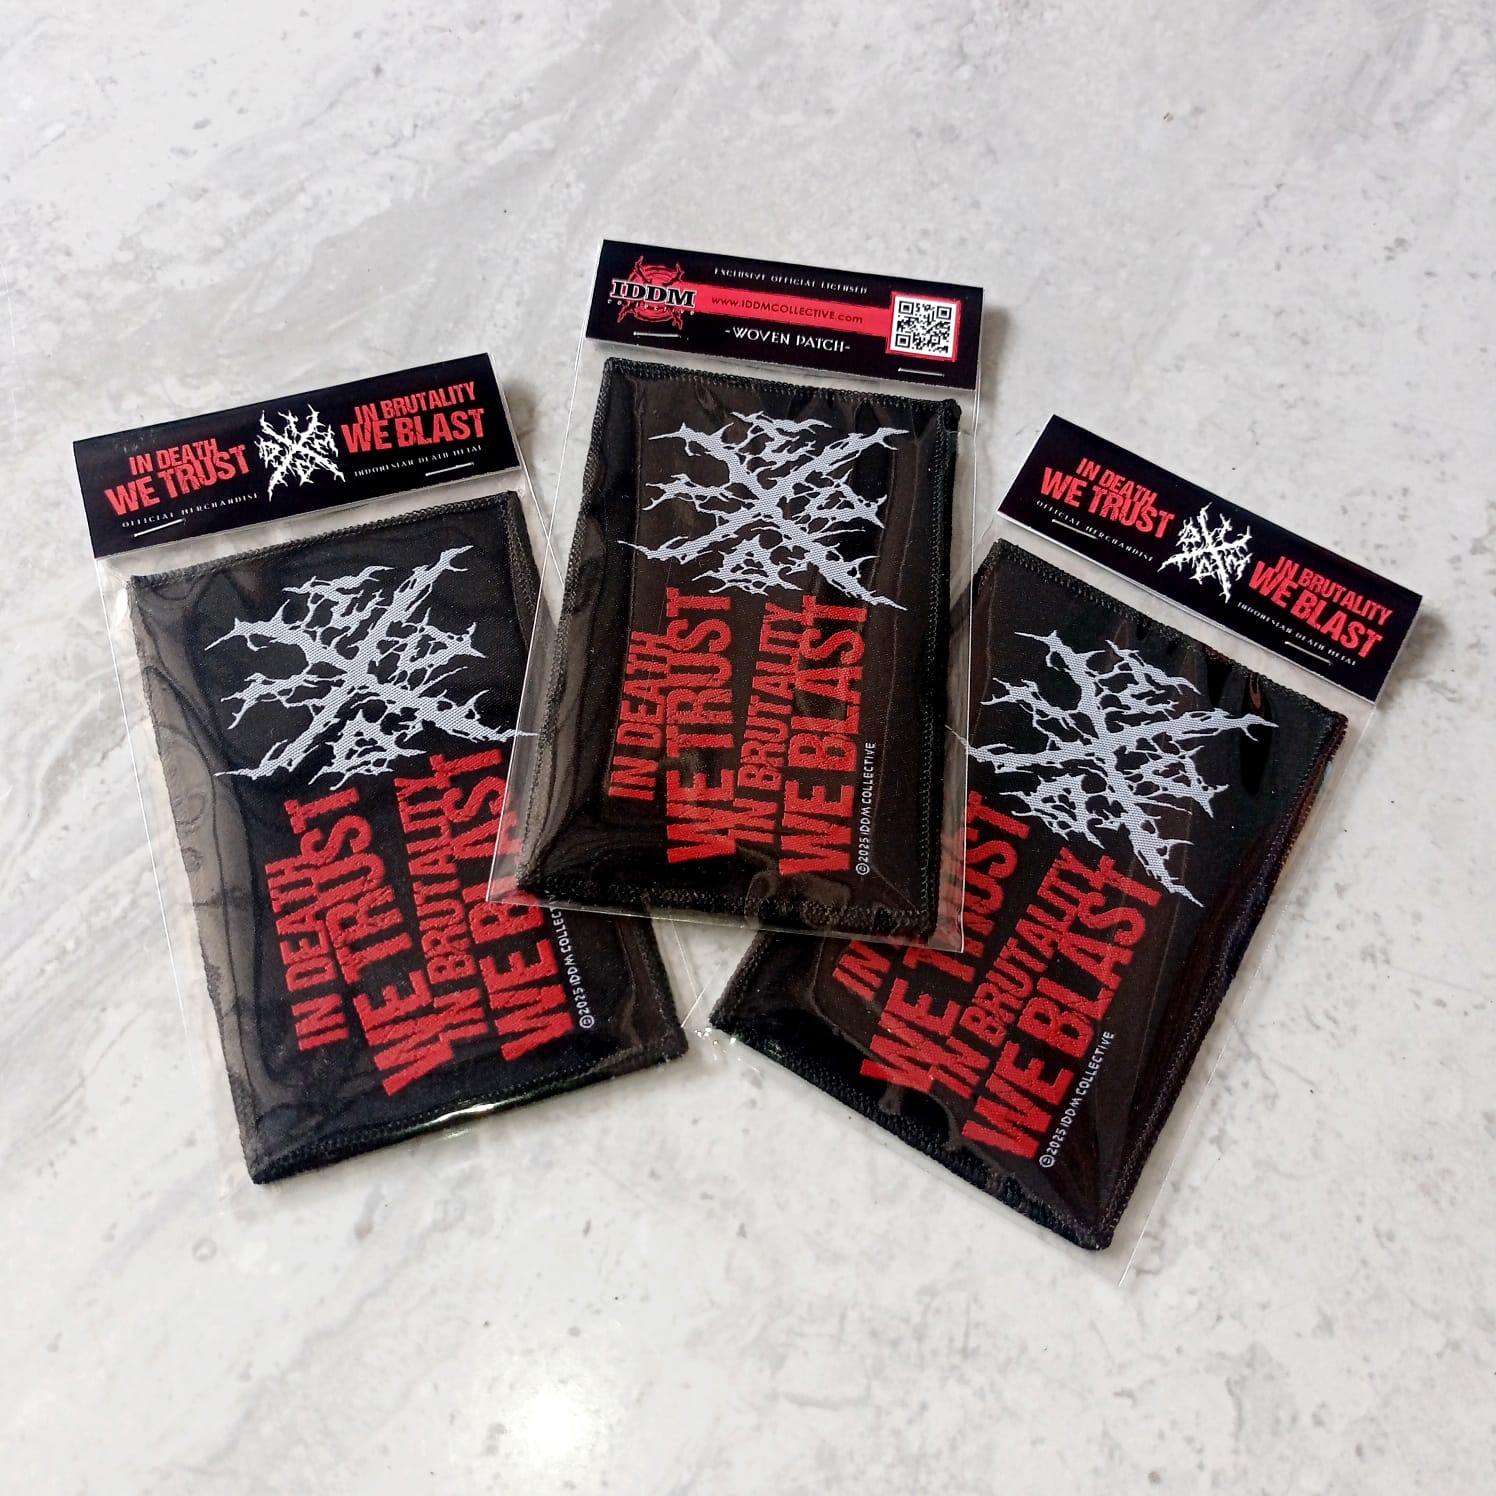 IN DEATH
WE TRUST
IN BRUTALITY
WE BLAST
OFFICIAL MERCHANDISE
INDONESIAN DEATH METAL
IN DEATH
WE TRUST
IN BRUTALITY
WE BLAST
©2025 IDDM COLLECTIVE
IDDM
COLLECTIVE
EXCLUSIVE OFFICIAL LICENSED
www.IDDMCOLLECTIVE.com
-WOVEN PATCH-
IN DEATH
WE TRUST
IN BRUTALITY
WE BLAST
©2025 IDDM COLLECTIVE
IN DEATH
WE TRUST
IN BRUTALITY
WE BLAST
OFFICIAL MERCHANDISE
INDONESIAN DEATH METAL
IN
WE TRUST
IN BRUTALITY
WE BLAST
©2025 IDDM COLLECTIVE